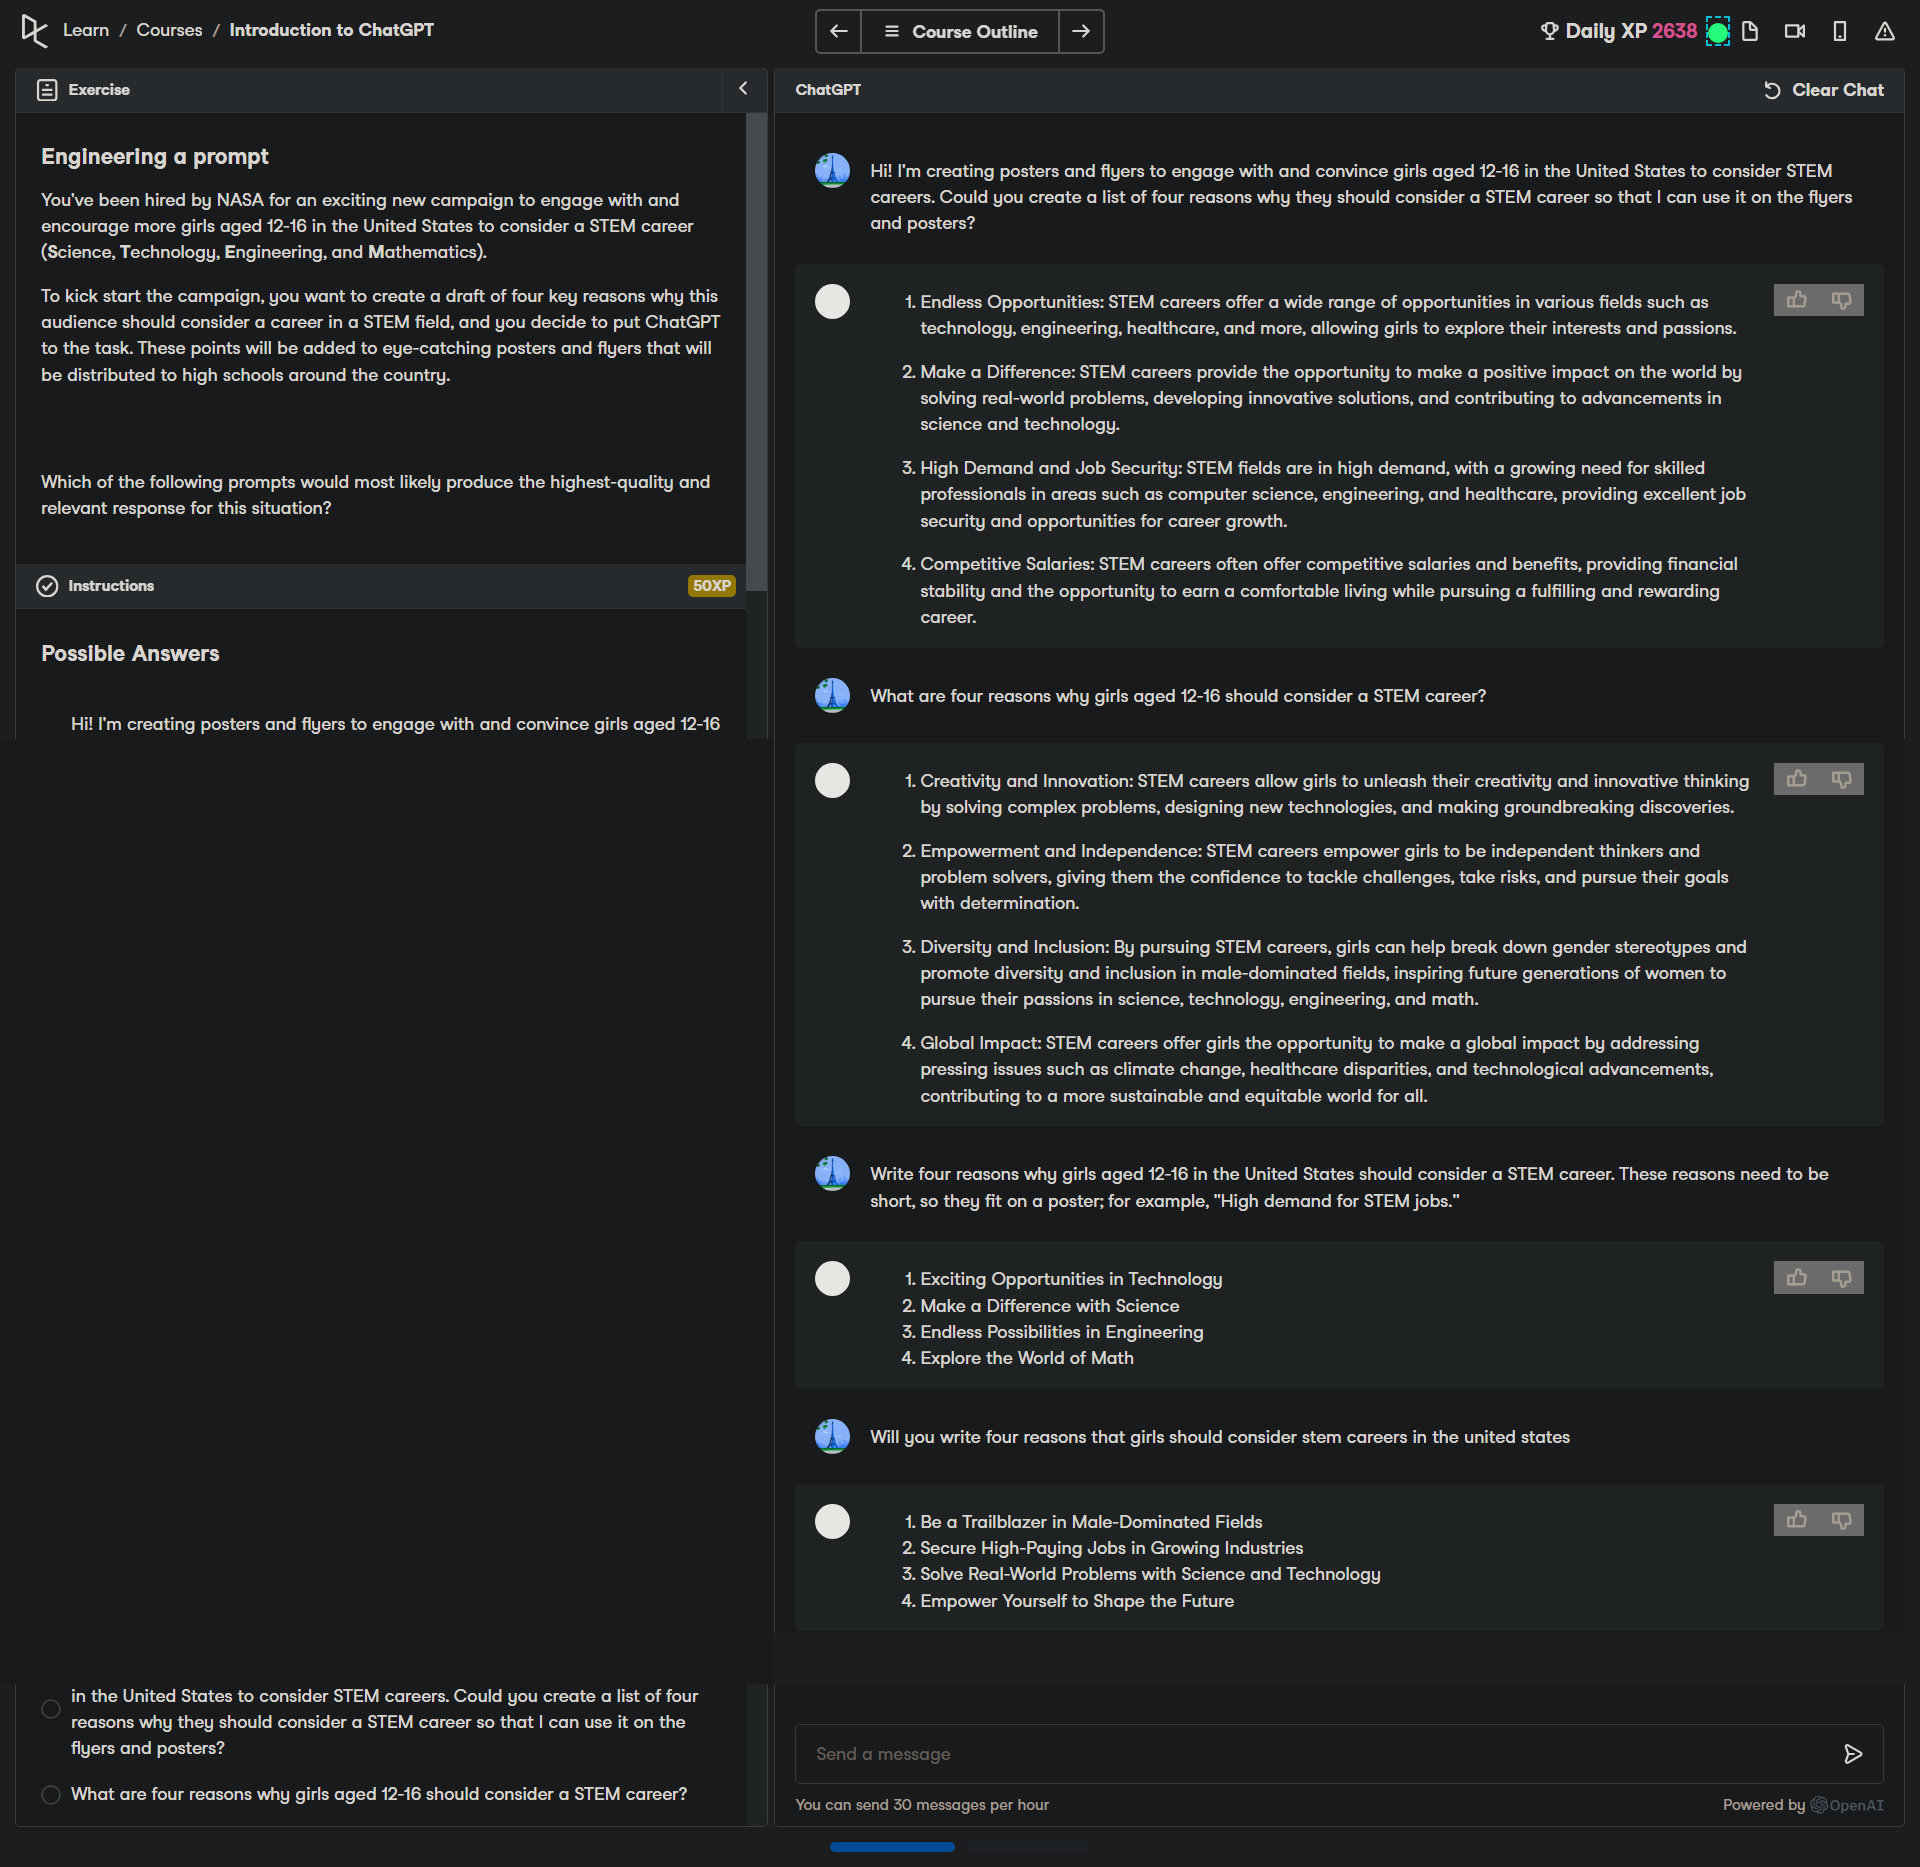 Learn / Courses / Introduction to ChatGPT
Course Outline
Daily XP 2638
Exercise
Engineering a prompt
You've been hired by NASA for an exciting new campaign to engage with and
encourage more girls aged 12-16 in the United States to consider a STEM career
(Science, Technology, Engineering, and Mathematics).
To kick start the campaign, you want to create a draft of four key reasons why this
audience should consider a career in a STEM field, and you decide to put ChatGPT
to the task. These points will be added to eye-catching posters and flyers that will
be distributed to high schools around the country.
Which of the following prompts would most likely produce the highest-quality and
relevant response for this situation?
Instructions
50XP
Possible Answers
Hi! I'm creating posters and flyers to engage with and convince girls aged 12-16
in the United States to consider STEM careers. Could you create a list of four
reasons why they should consider a STEM career so that I can use it on the
flyers and posters?
What are four reasons why girls aged 12-16 should consider a STEM career?
ChatGPT
Clear Chat
Hi! I'm creating posters and flyers to engage with and convince girls aged 12-16 in the United States to consider STEM
careers. Could you create a list of four reasons why they should consider a STEM career so that I can use it on the flyers
and posters?
1. Endless Opportunities: STEM careers offer a wide range of opportunities in various fields such as
technology, engineering, healthcare, and more, allowing girls to explore their interests and passions.
2. Make a Difference: STEM careers provide the opportunity to make a positive impact on the world by
solving real-world problems, developing innovative solutions, and contributing to advancements in
science and technology.
3. High Demand and Job Security: STEM fields are in high demand, with a growing need for skilled
professionals in areas such as computer science, engineering, and healthcare, providing excellent job
security and opportunities for career growth.
4. Competitive Salaries: STEM careers often offer competitive salaries and benefits, providing financial
stability and the opportunity to earn a comfortable living while pursuing a fulfilling and rewarding
career.
What are four reasons why girls aged 12-16 should consider a STEM career?
1. Creativity and Innovation: STEM careers allow girls to unleash their creativity and innovative thinking
by solving complex problems, designing new technologies, and making groundbreaking discoveries.
2. Empowerment and Independence: STEM careers empower girls to be independent thinkers and
problem solvers, giving them the confidence to tackle challenges, take risks, and pursue their goals
with determination.
3. Diversity and Inclusion: By pursuing STEM careers, girls can help break down gender stereotypes and
promote diversity and inclusion in male-dominated fields, inspiring future generations of women to
pursue their passions in science, technology, engineering, and math.
4. Global Impact: STEM careers offer girls the opportunity to make a global impact by addressing
pressing issues such as climate change, healthcare disparities, and technological advancements,
contributing to a more sustainable and equitable world for all.
Write four reasons why girls aged 12-16 in the United States should consider a STEM career. These reasons need to be
short, so they fit on a poster; for example, "High demand for STEM jobs."
1. Exciting Opportunities in Technology
2. Make a Difference with Science
3. Endless Possibilities in Engineering
4. Explore the World of Math
Will you write four reasons that girls should consider stem careers in the united states
1. Be a Trailblazer in Male-Dominated Fields
2. Secure High-Paying Jobs in Growing Industries
3. Solve Real-World Problems with Science and Technology
4. Empower Yourself to Shape the Future
Send a message
You can send 30 messages per hour
Powered by OpenAI